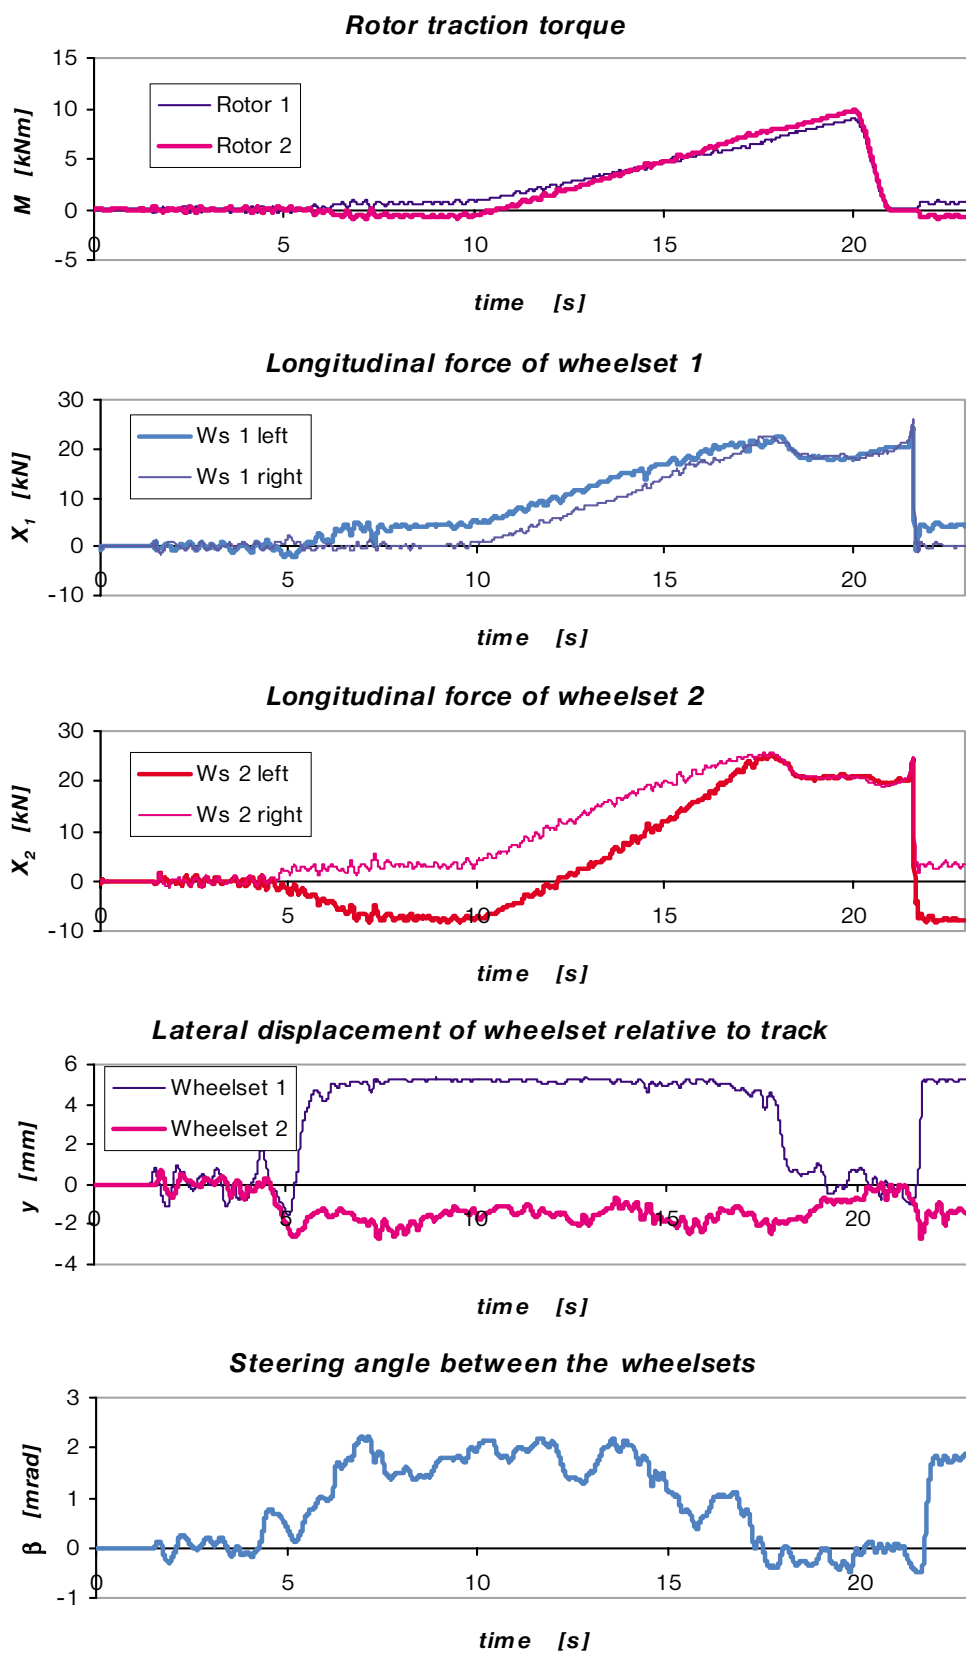 Rotor traction torque
15
10
5
0
-5
M [kNm]
Rotor 1
Rotor 2
0 5 10 15 20
time [s]
Longitudinal force of wheelset 1
30
20
10
0
-10
X1 [kN]
Ws 1 left
Ws 1 right
0 5 10 15 20
time [s]
Longitudinal force of wheelset 2
30
20
10
0
-10
X2 [kN]
Ws 2 left
Ws 2 right
0 5 10 15 20
time [s]
Lateral displacement of wheelset relative to track
6
4
2
0
-2
-4
y [mm]
Wheelset 1
Wheelset 2
0 5 10 15 20
time [s]
Steering angle between the wheelsets
3
2
1
0
-1
β [mrad]
0 5 10 15 20
time [s]